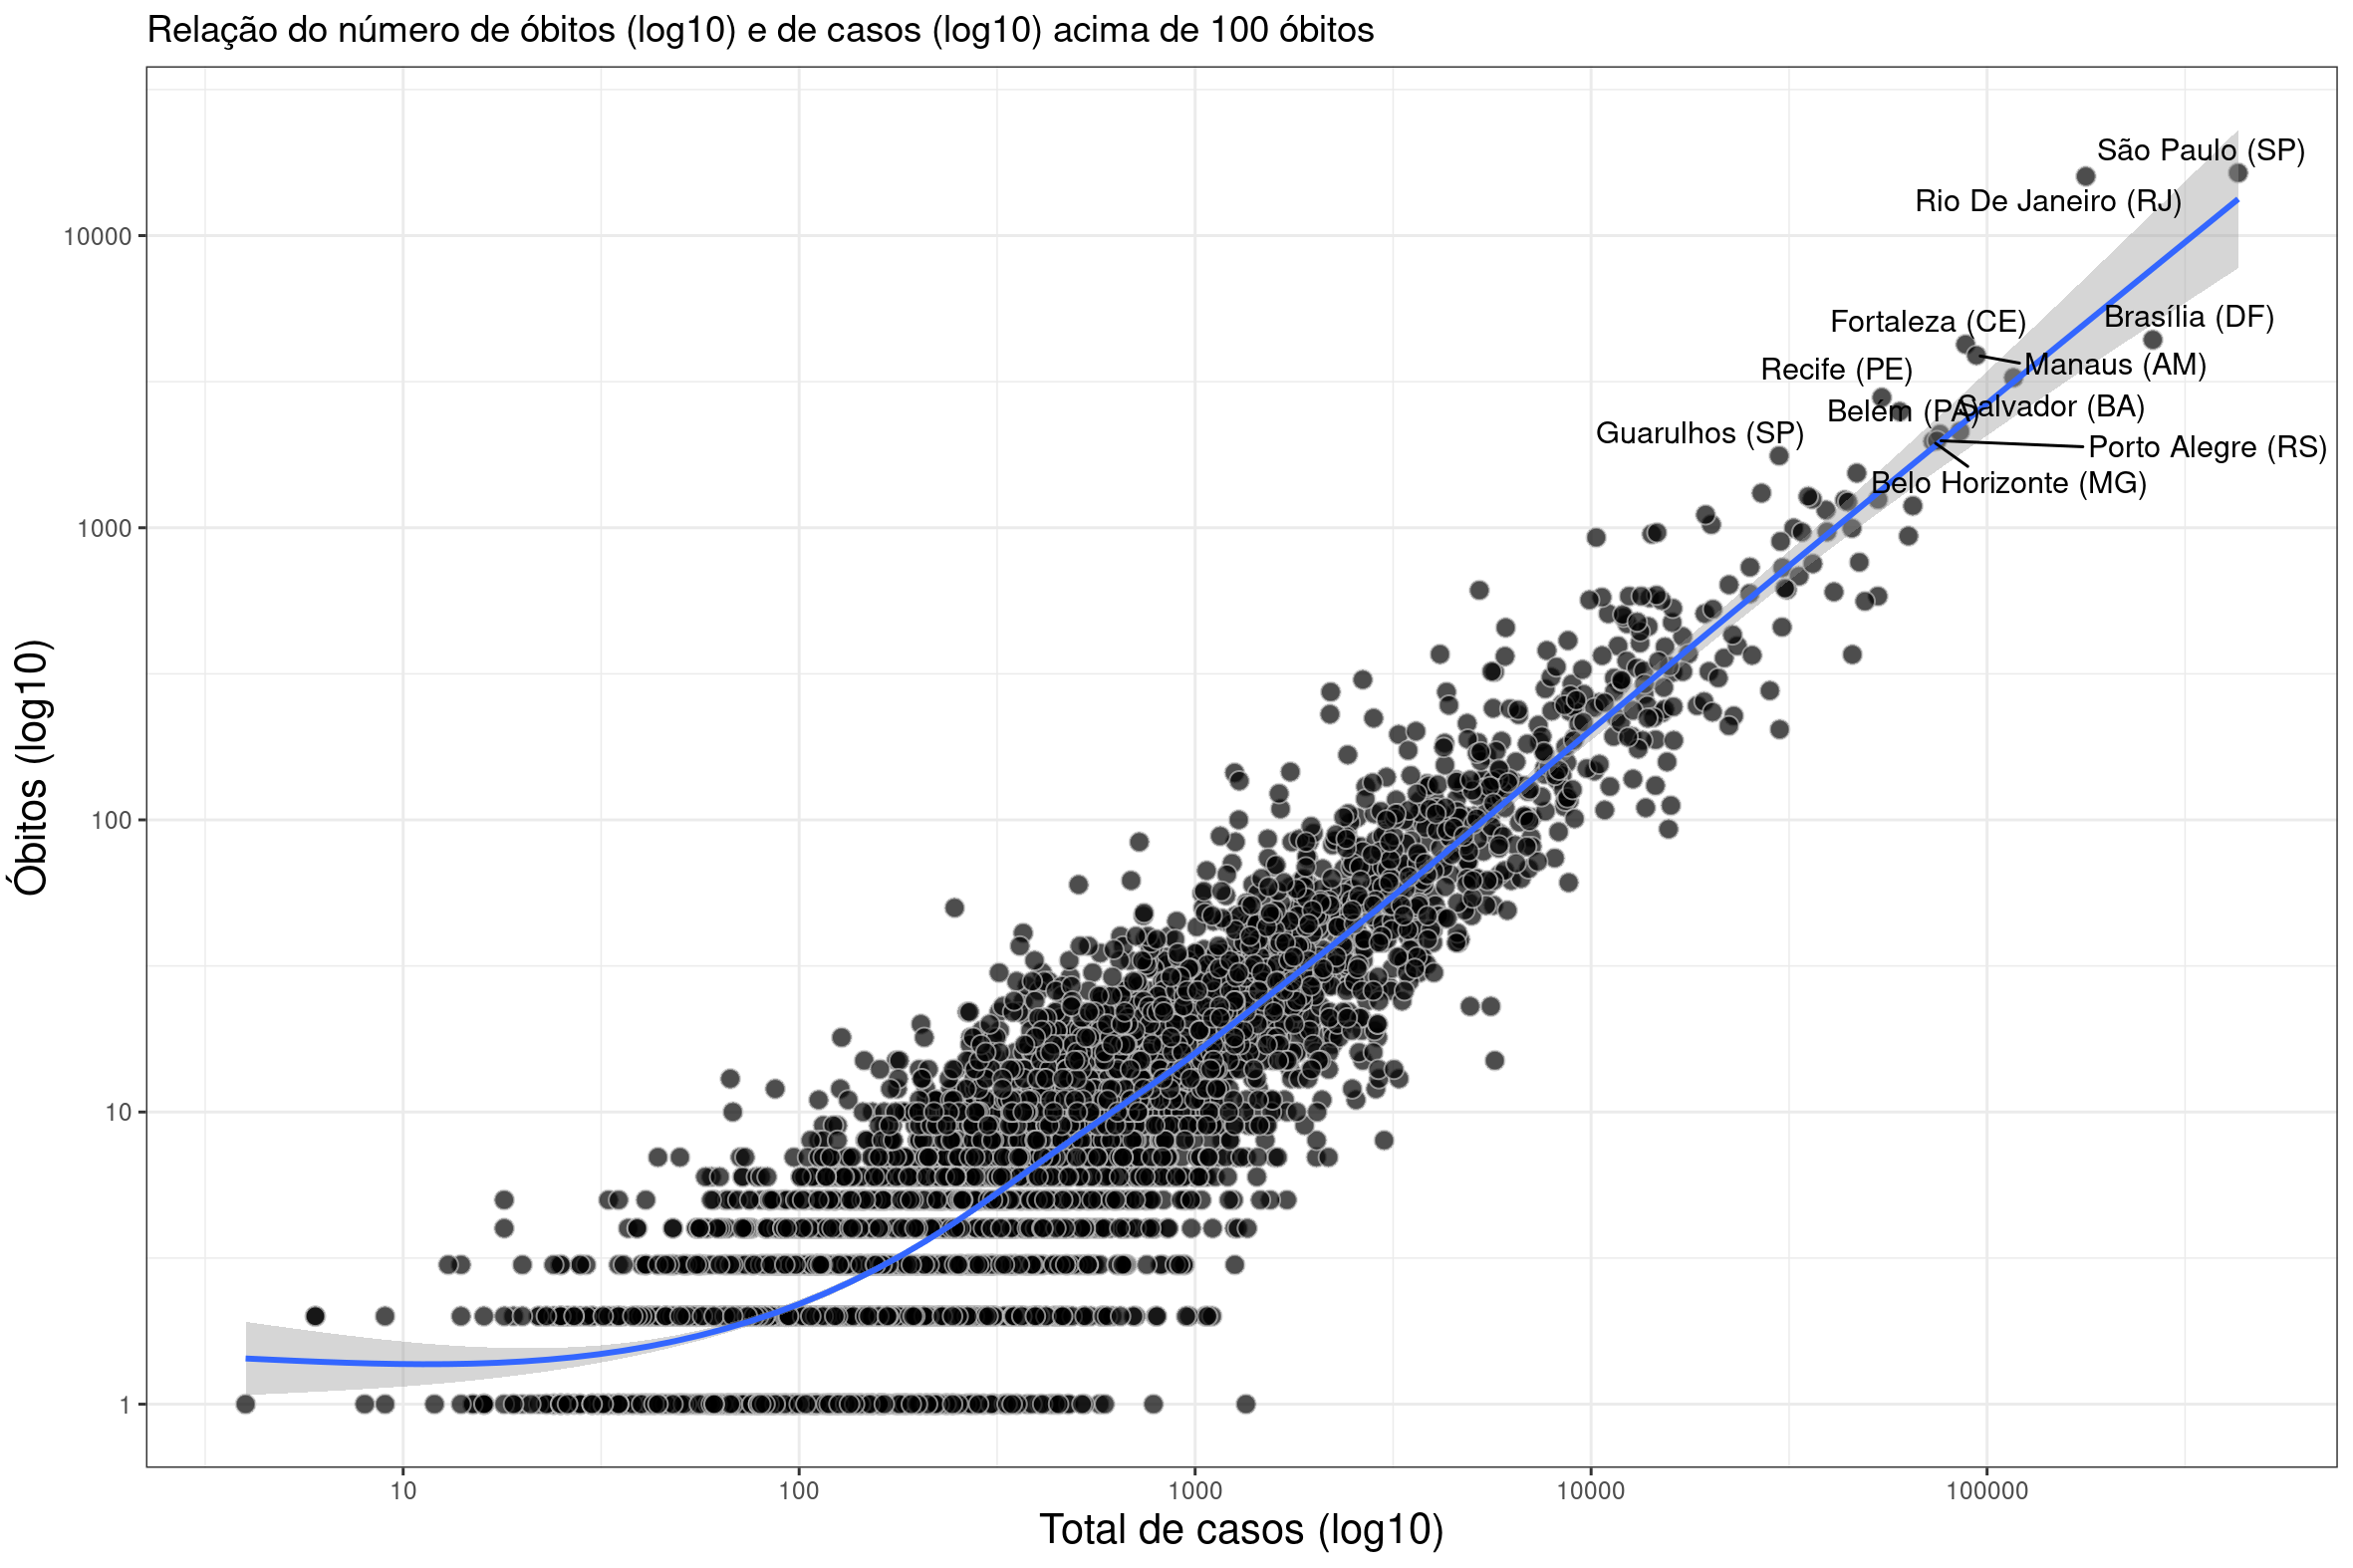 Relação do número de óbitos (log10) e de casos (log10) acima de 100 óbitos
São Paulo (SP)
Rio De Janeiro (RJ)
10000
Fortaleza (CE)
Brasília (DF)
Manaus (AM)
Recife (PE)
Belém (PA)
Salvador (BA)
Guarulhos (SP)
Porto Alegre (RS)
Belo Horizonte (MG)
1000
100
10
1
Óbitos (log10)
10
100
1000
10000
100000
Total de casos (log10)